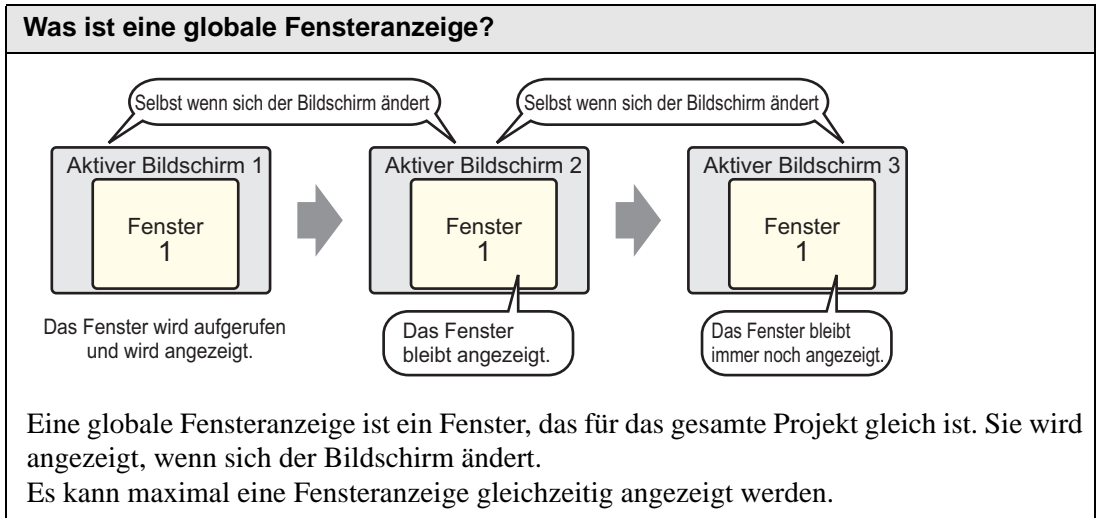 Was ist eine globale Fensteranzeige?
Selbst wenn sich der Bildschirm ändert
Selbst wenn sich der Bildschirm ändert
Aktiver Bildschirm 1
Fenster
1
Aktiver Bildschirm 2
Fenster
1
Aktiver Bildschirm 3
Fenster
1
Das Fenster wird aufgerufen
und wird angezeigt.
Das Fenster
bleibt angezeigt.
Das Fenster bleibt
immer noch angezeigt.
Eine globale Fensteranzeige ist ein Fenster, das für das gesamte Projekt gleich ist. Sie wird
angezeigt, wenn sich der Bildschirm ändert.
Es kann maximal eine Fensteranzeige gleichzeitig angezeigt werden.